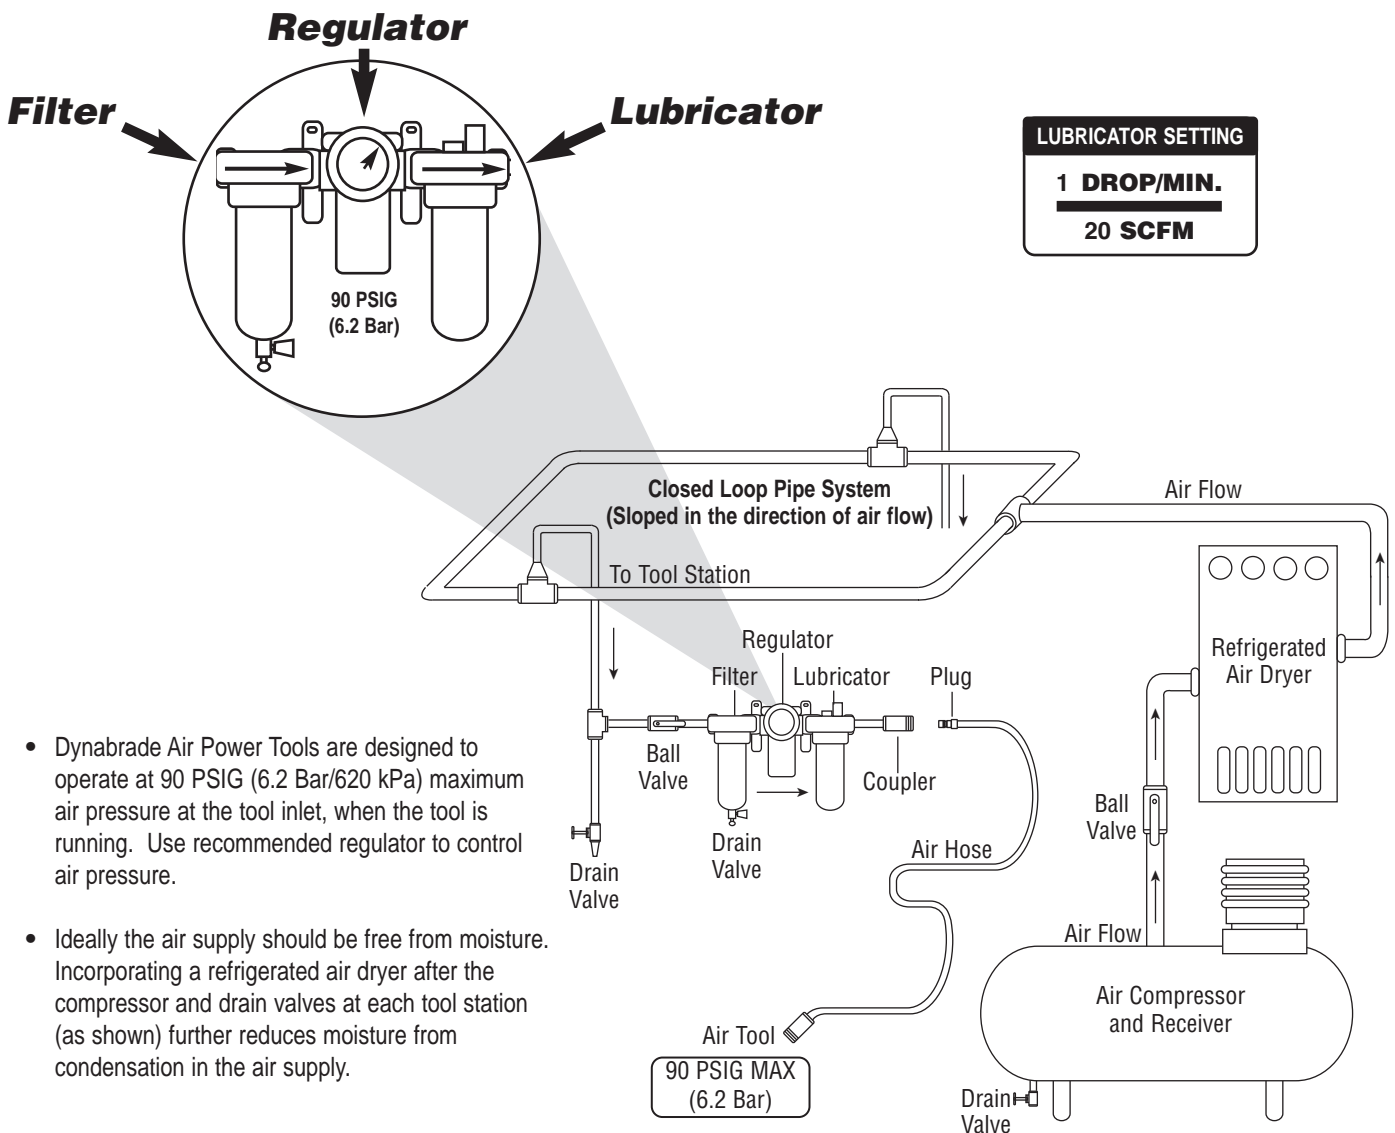 Regulator
Filter
Lubricator
90 PSIG
(6.2 Bar)
LUBRICATOR SETTING
1 DROP/MIN.
20 SCFM
Closed Loop Pipe System
(Sloped in the direction of air flow)
Air Flow
To Tool Station
Regulator
Filter
Lubricator
Plug
Refrigerated
Air Dryer
Ball
Valve
Coupler
Drain
Valve
Drain
Valve
Air Hose
Ball
Valve
Air Flow
Air Compressor
and Receiver
Air Tool
90 PSIG MAX
(6.2 Bar)
Drain
Valve
• Dynabrade Air Power Tools are designed to
operate at 90 PSIG (6.2 Bar/620 kPa) maximum
air pressure at the tool inlet, when the tool is
running.  Use recommended regulator to control
air pressure.
• Ideally the air supply should be free from moisture.
Incorporating a refrigerated air dryer after the
compressor and drain valves at each tool station
(as shown) further reduces moisture from
condensation in the air supply.